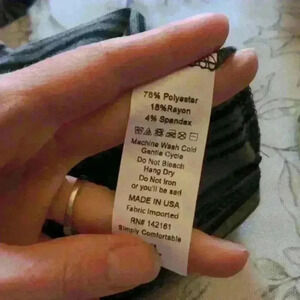 78% Polyester
18%Rayon
4% Spandex
Machine Wash Cold
Gentle Cycle
Do Not Bleach
Hang Dry
Do Not Iron
or you'll be sad
MADE IN USA
Fabric Imported
RN# 142161
Simply Comfortable